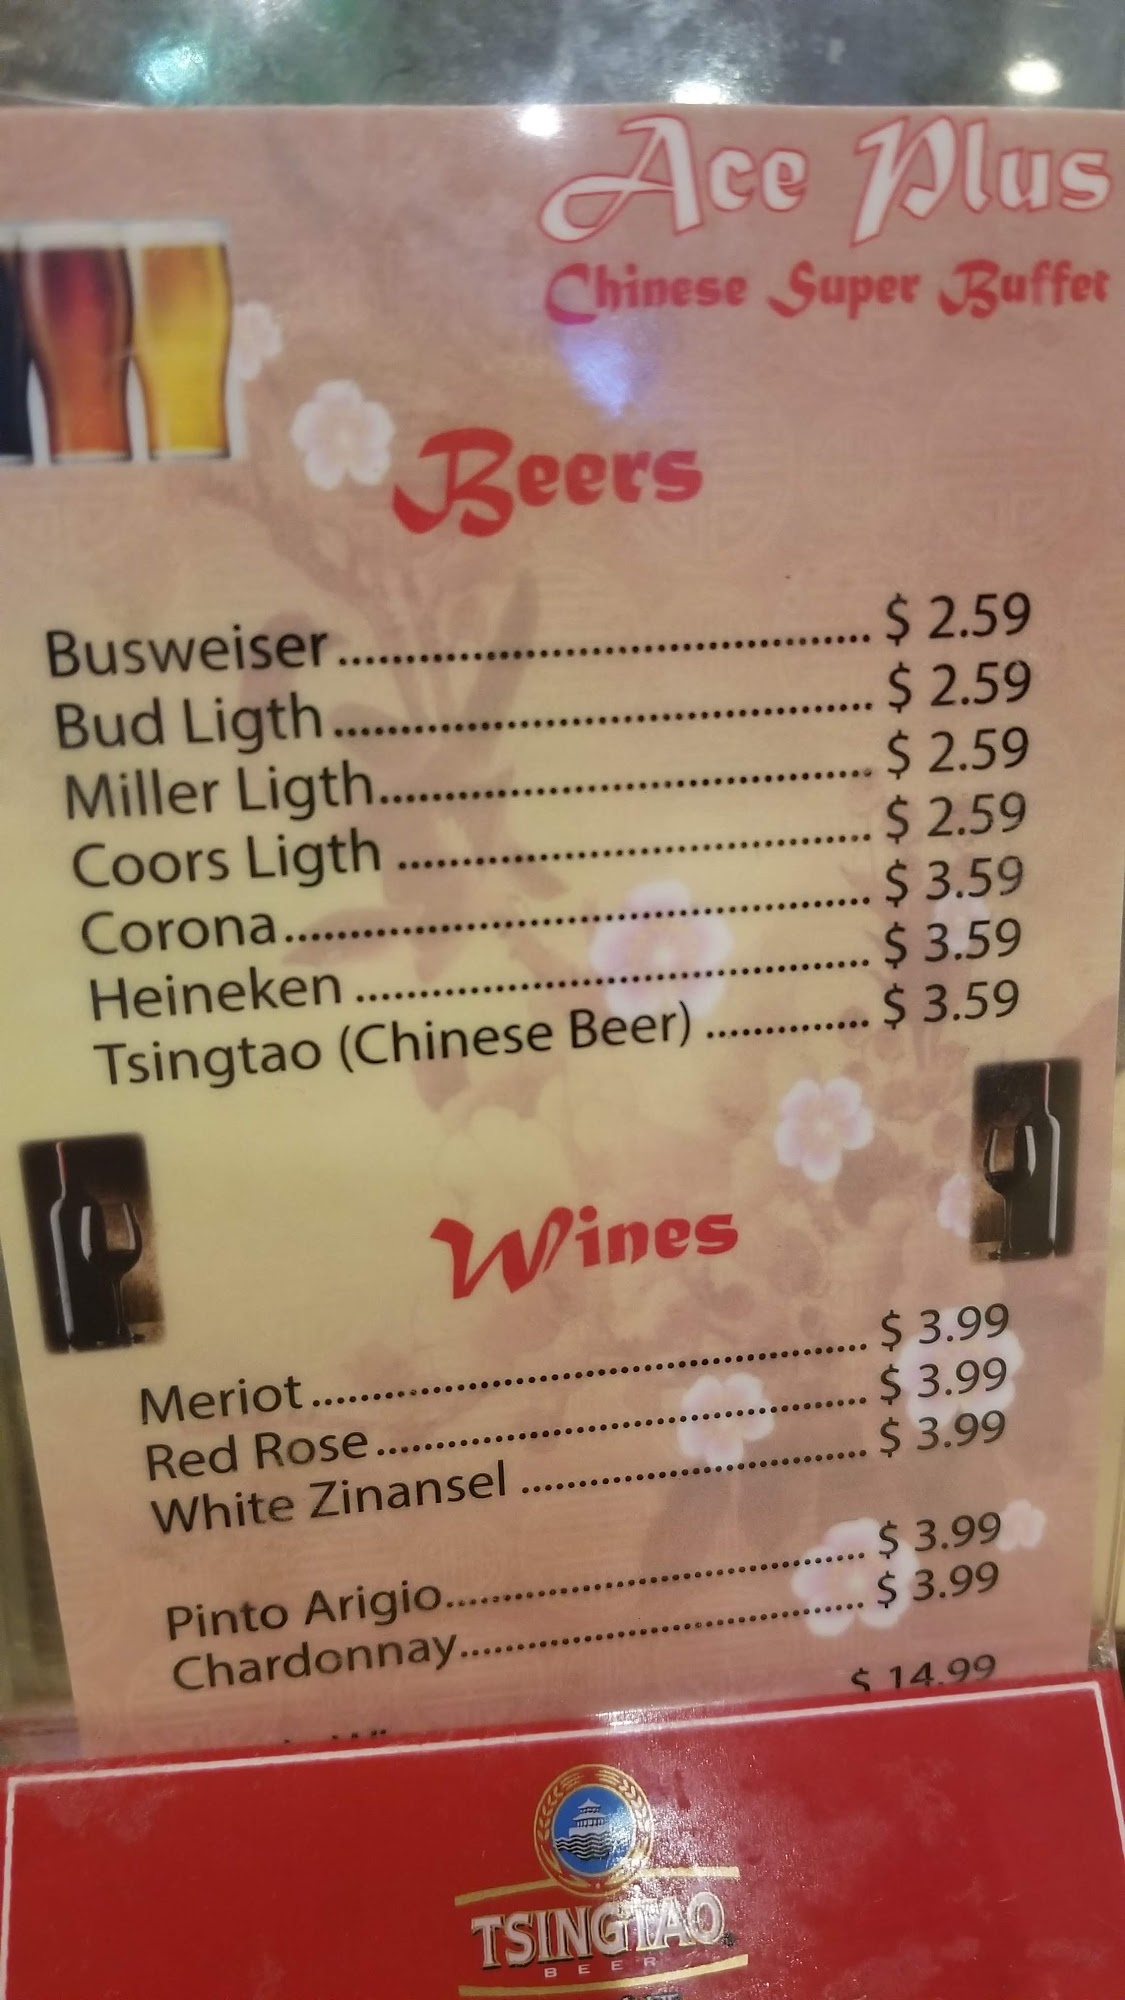 Ace Plus
Chinese Super Buffet
Beers
Busweiser........................................ $ 2.59
Bud Ligth........................................ $ 2.59
Miller Ligth..................................... $ 2.59
Coors Ligth ..................................... $ 2.59
Corona............................................. $ 3.59
Heineken ........................................ $ 3.59
Tsingtao (Chinese Beer) .............. $ 3.59
Wines
Meriot............................................... $ 3.99
Red Rose.......................................... $ 3.99
White Zinansel ................................ $ 3.99
Pinto Arigio...................................... $ 3.99
Chardonnay..................................... $ 3.99
$ 14.99
TSINGTAO
BEER